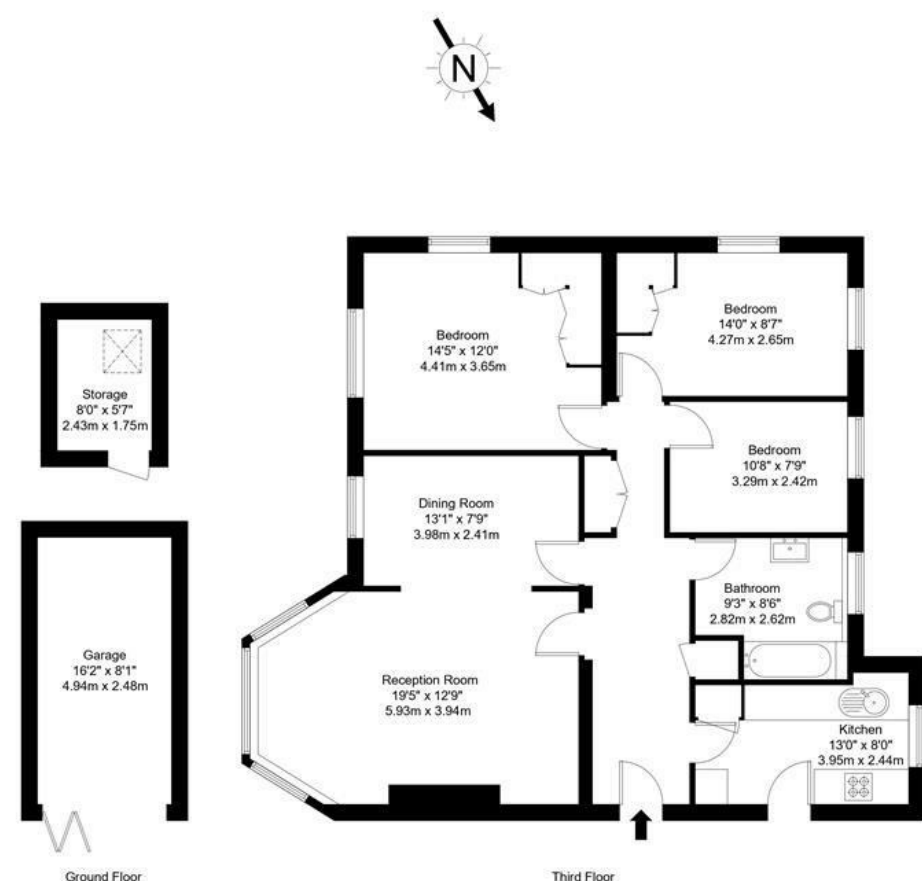 N
Storage
8'0" x 5'7"
2.43m x 1.75m
Garage
16'2" x 8'1"
4.94m x 2.48m
Ground Floor
Bedroom
14'5" x 12'0"
4.41m x 3.65m
Bedroom
14'0" x 8'7"
4.27m x 2.65m
Bedroom
10'8" x 7'9"
3.29m x 2.42m
Dining Room
13'1" x 7'9"
3.98m x 2.41m
Bathroom
9'3" x 8'6"
2.82m x 2.62m
Reception Room
19'5" x 12'9"
5.93m x 3.94m
Kitchen
13'0" x 8'0"
3.95m x 2.44m
Third Floor